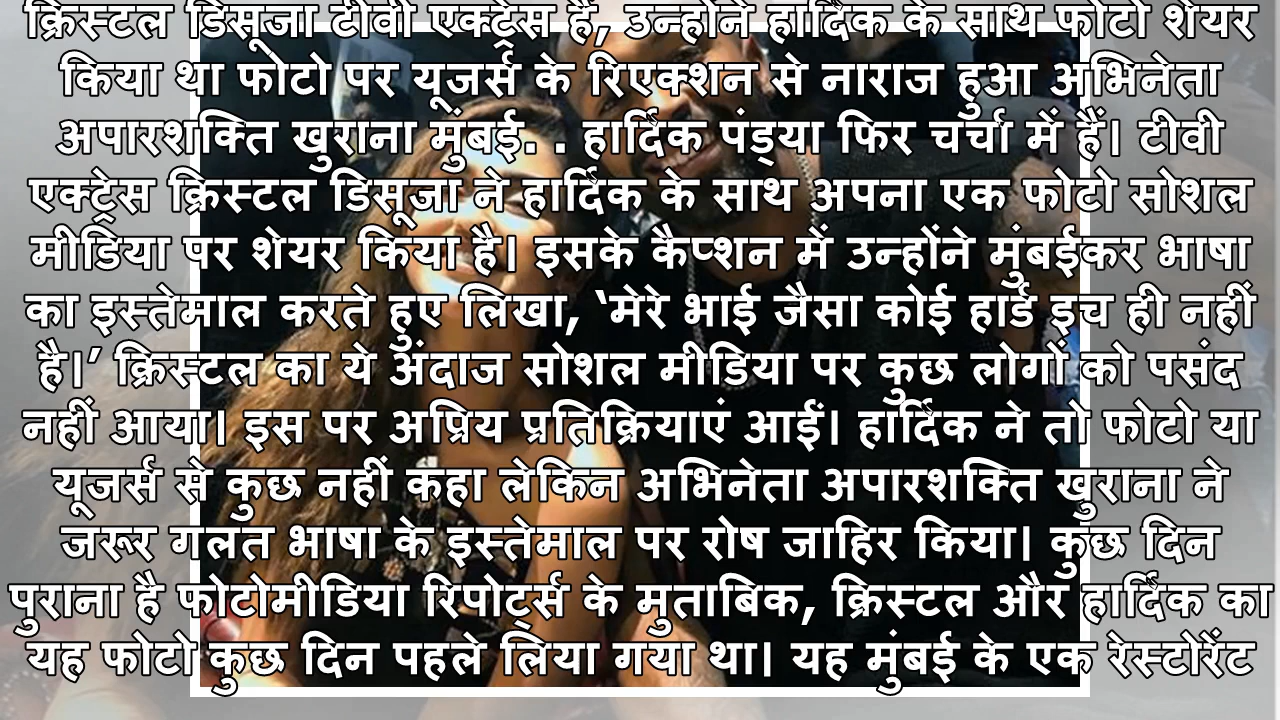 क्रिस्टल डिसूजा टीवी एक्ट्रेस हैं, उन्होंने हार्दिक के साथ फोटो शेयर
किया था फोटो पर यूजर्स के रिएक्शन से नाराज हुआ अभिनेता
अपारशक्ति खुराना मुंबई. . हार्दिक पंड्या फिर चर्चा में हैं। टीवी
एक्ट्रेस क्रिस्टल डिसूजा ने हार्दिक के साथ अपना एक फोटो सोशल
मीडिया पर शेयर किया है। इसके कैप्शन में उन्होंने मुंबईकर भाषा
का इस्तेमाल करते हुए लिखा, ‘मेरे भाई जैसा कोई हार्ड इच ही नहीं
है।’ क्रिस्टल का ये अंदाज सोशल मीडिया पर कुछ लोगों को पसंद
नहीं आया। इस पर अप्रिय प्रतिक्रियाएं आईं। हार्दिक ने तो फोटो या
यूजर्स से कुछ नहीं कहा लेकिन अभिनेता अपारशक्ति खुराना ने
जरूर गलत भाषा के इस्तेमाल पर रोष जाहिर किया। कुछ दिन
पुराना है फोटोमीडिया रिपोर्ट्स के मुताबिक, क्रिस्टल और हार्दिक का
यह फोटो कुछ दिन पहले लिया गया था। यह मुंबई के एक रेस्टोरेंट